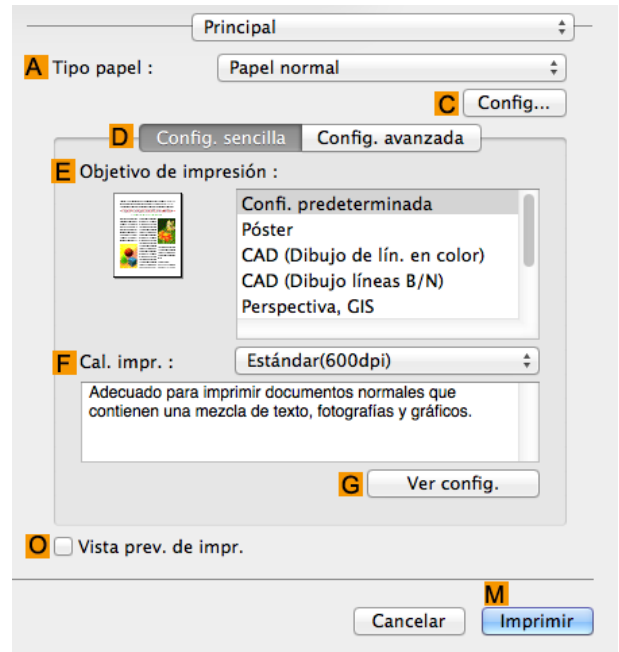 Principal
A Tipo papel : Papel normal
C Config...
D Config. sencilla Config. avanzada
E Objetivo de impresión :
Confi. predeterminada
Póster
CAD (Dibujo de lín. en color)
CAD (Dibujo líneas B/N)
Perspectiva, GIS
F Cal. impr. : Estándar(600dpi)
Adecuado para imprimir documentos normales que
contienen una mezcla de texto, fotografías y gráficos.
G Ver config.
O Vista prev. de impr.
M
Cancelar Imprimir